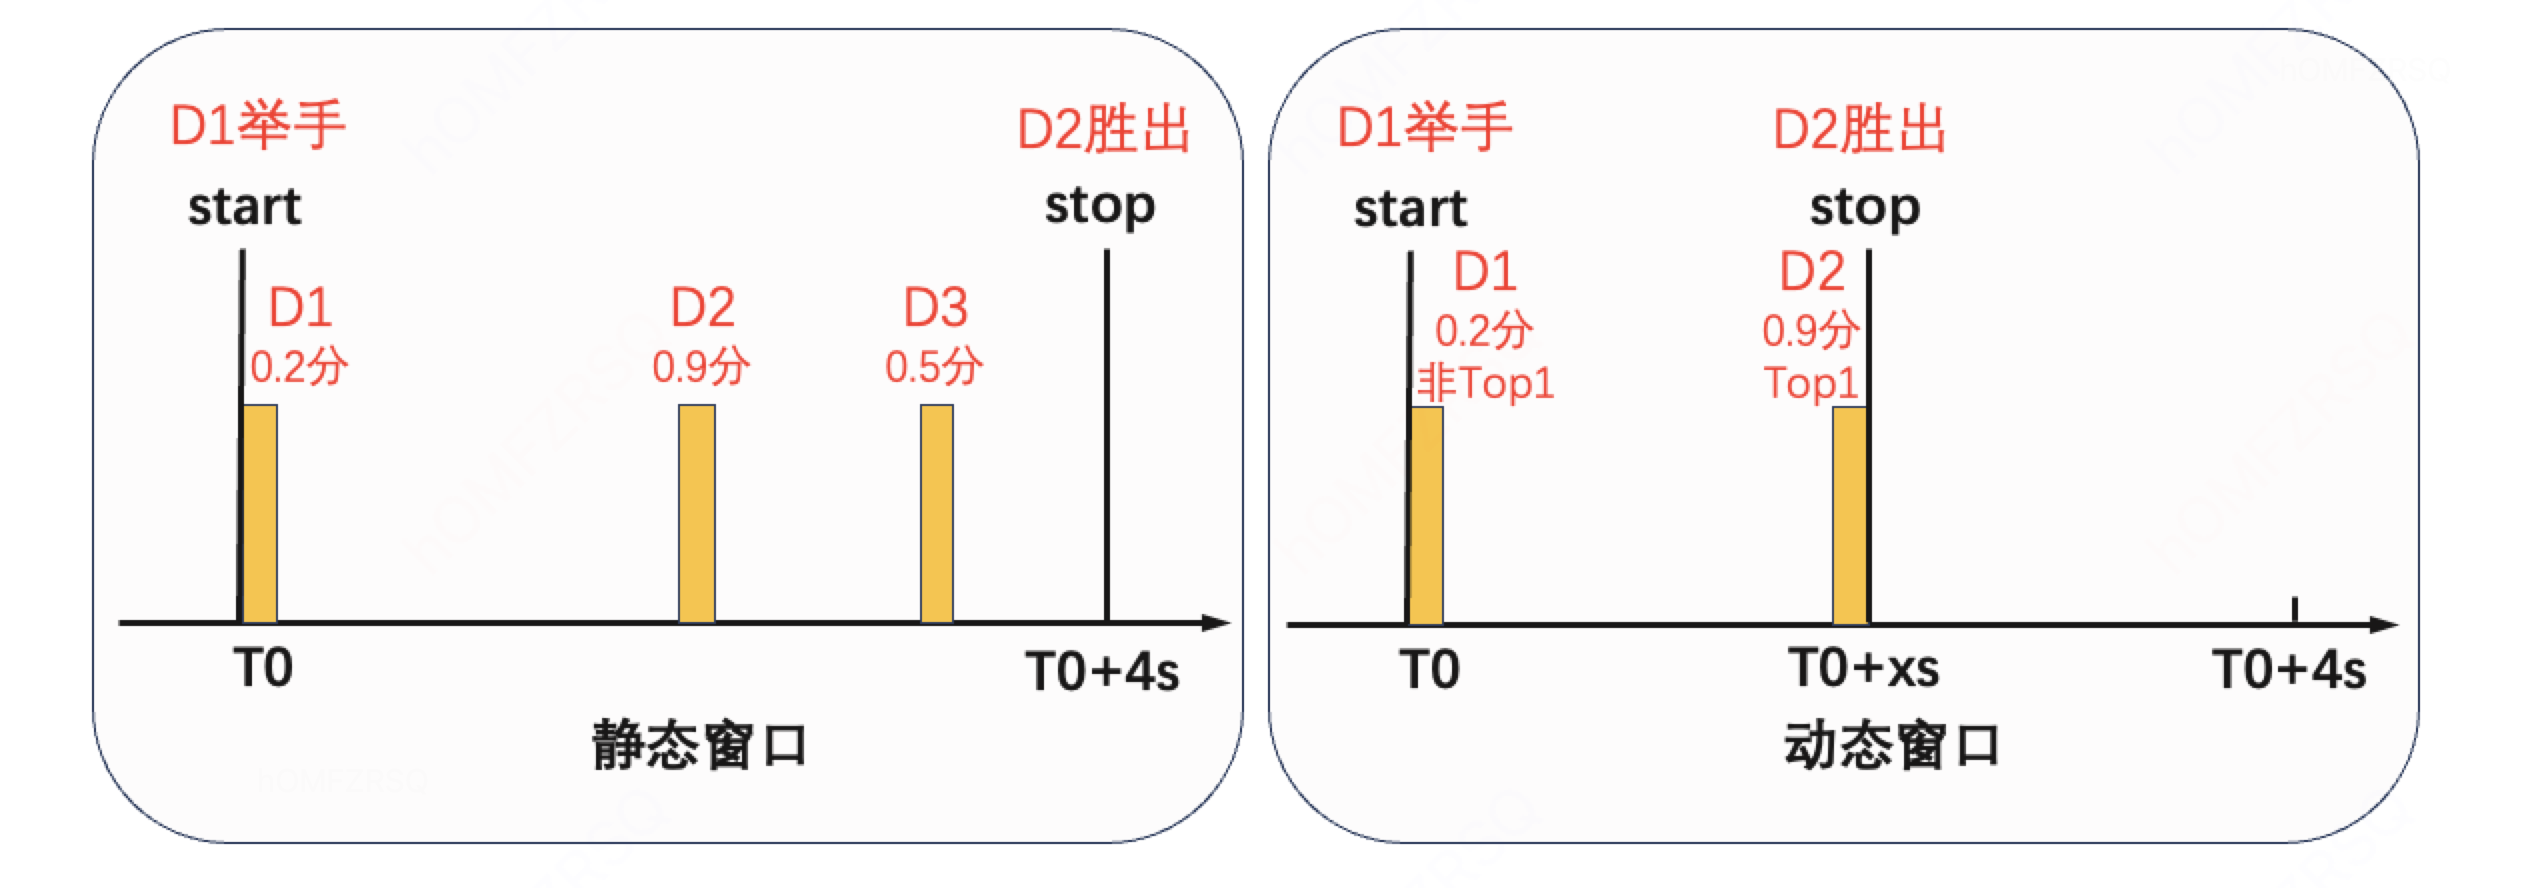 D1举手
D2胜出
start
stop
D1
D2
D3
0.2分
0.9分
0.5分
T0
T0+4s
静态窗口
D1举手
D2胜出
start
stop
D1
D2
0.2分
0.9分
非Top1
Top1
T0
T0+xs
T0+4s
动态窗口